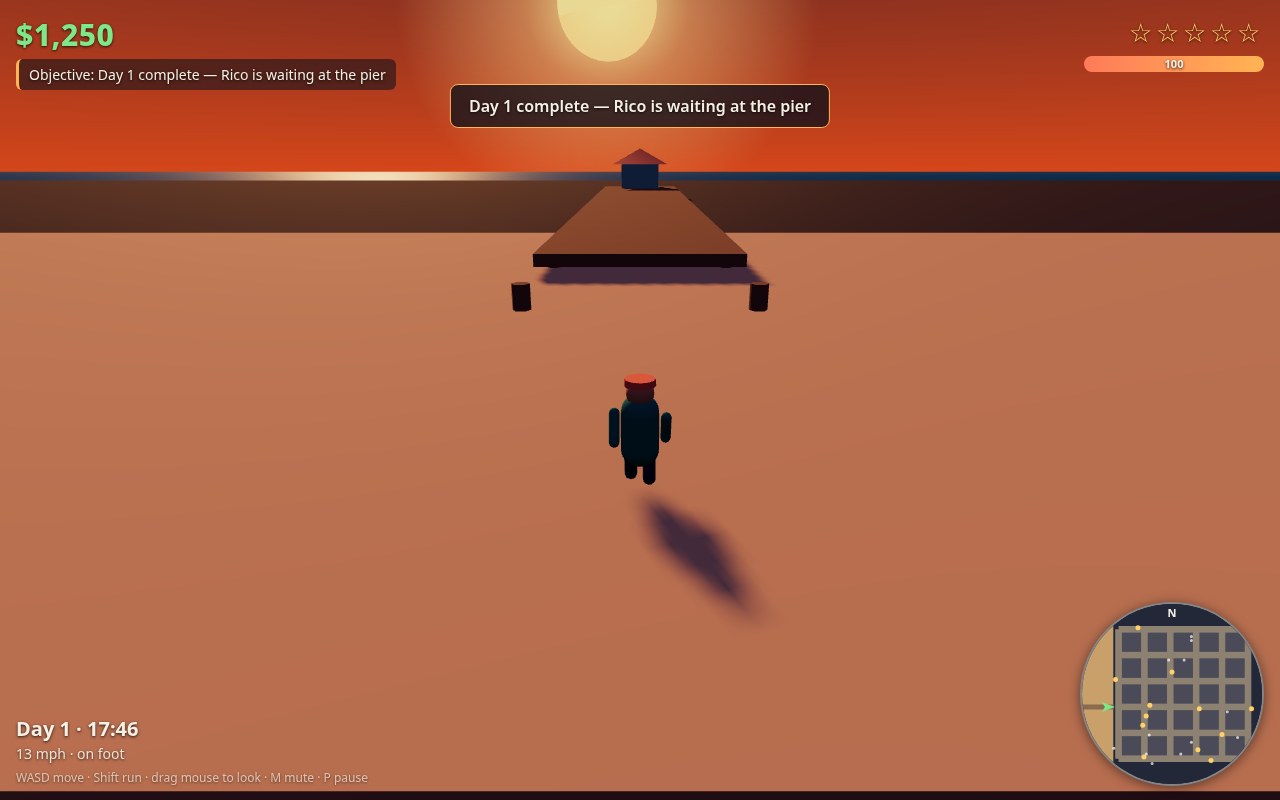 $1,250
Objective: Day 1 complete — Rico is waiting at the pier
100
Day 1 complete — Rico is waiting at the pier
N
Day 1 · 17:46
13 mph · on foot
WASD move · Shift run · drag mouse to look · M mute · P pause